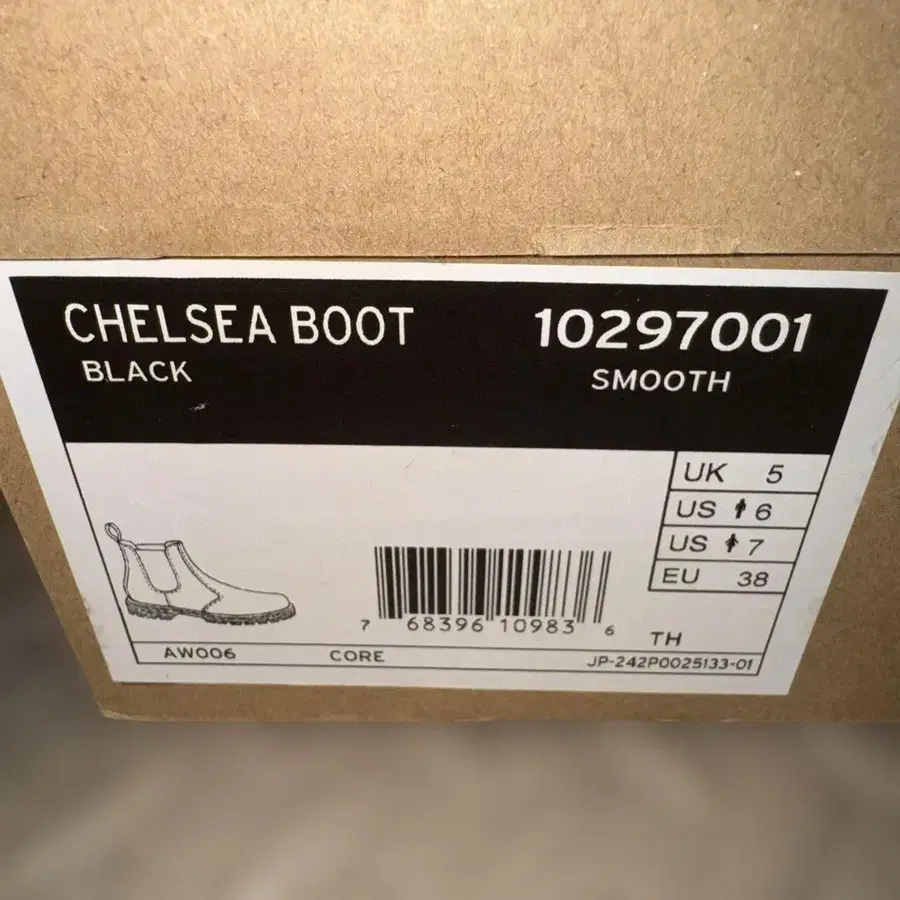 CHELSEA BOOT
10297001
BLACK
SMOOTH
UK 5
US 6
US 7
EU 38
7 68396 10983 6
TH
AW006
CORE
JP-242P0025133-01